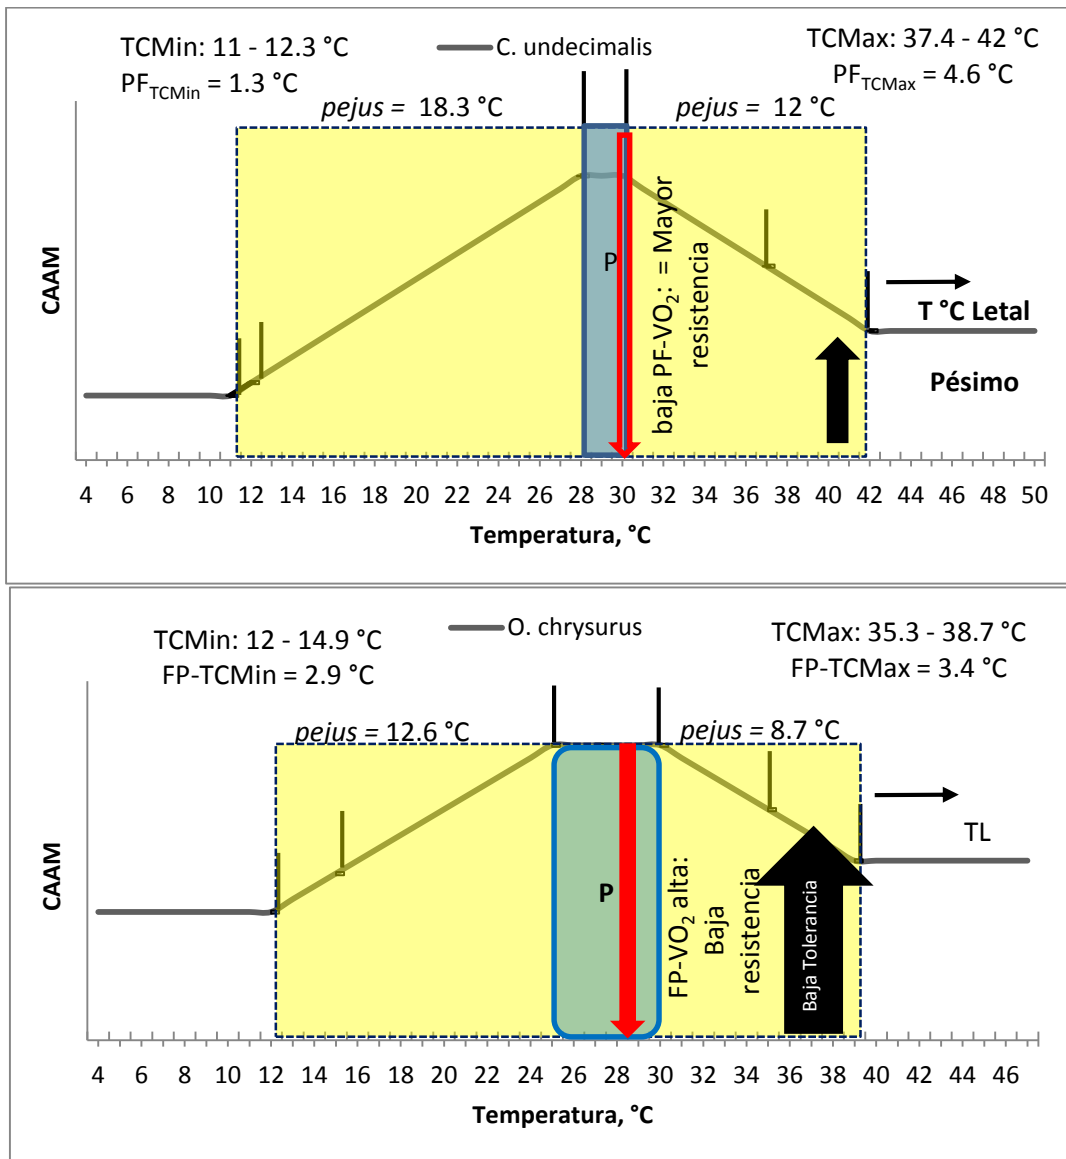 TCMin: 11 - 12.3 °C
PF_TCMin = 1.3 °C
C. undecimalis
TCMax: 37.4 - 42 °C
PF_TCMax = 4.6 °C
pejus = 18.3 °C
pejus = 12 °C
CAAM
P
baja PF-VO₂: = Mayor
resistencia
T °C Letal
Pésimo
4 6 8 10 12 14 16 18 20 22 24 26 28 30 32 34 36 38 40 42 44 46 48 50
Temperatura, °C
TCMin: 12 - 14.9 °C
FP-TCMin = 2.9 °C
O. chrysurus
TCMax: 35.3 - 38.7 °C
FP-TCMax = 3.4 °C
pejus = 12.6 °C
pejus = 8.7 °C
CAAM
P
FP-VO₂ alta:
Baja
resistencia
Baja Tolerancia
TL
4 6 8 10 12 14 16 18 20 22 24 26 28 30 32 34 36 38 40 42 44 46
Temperatura, °C